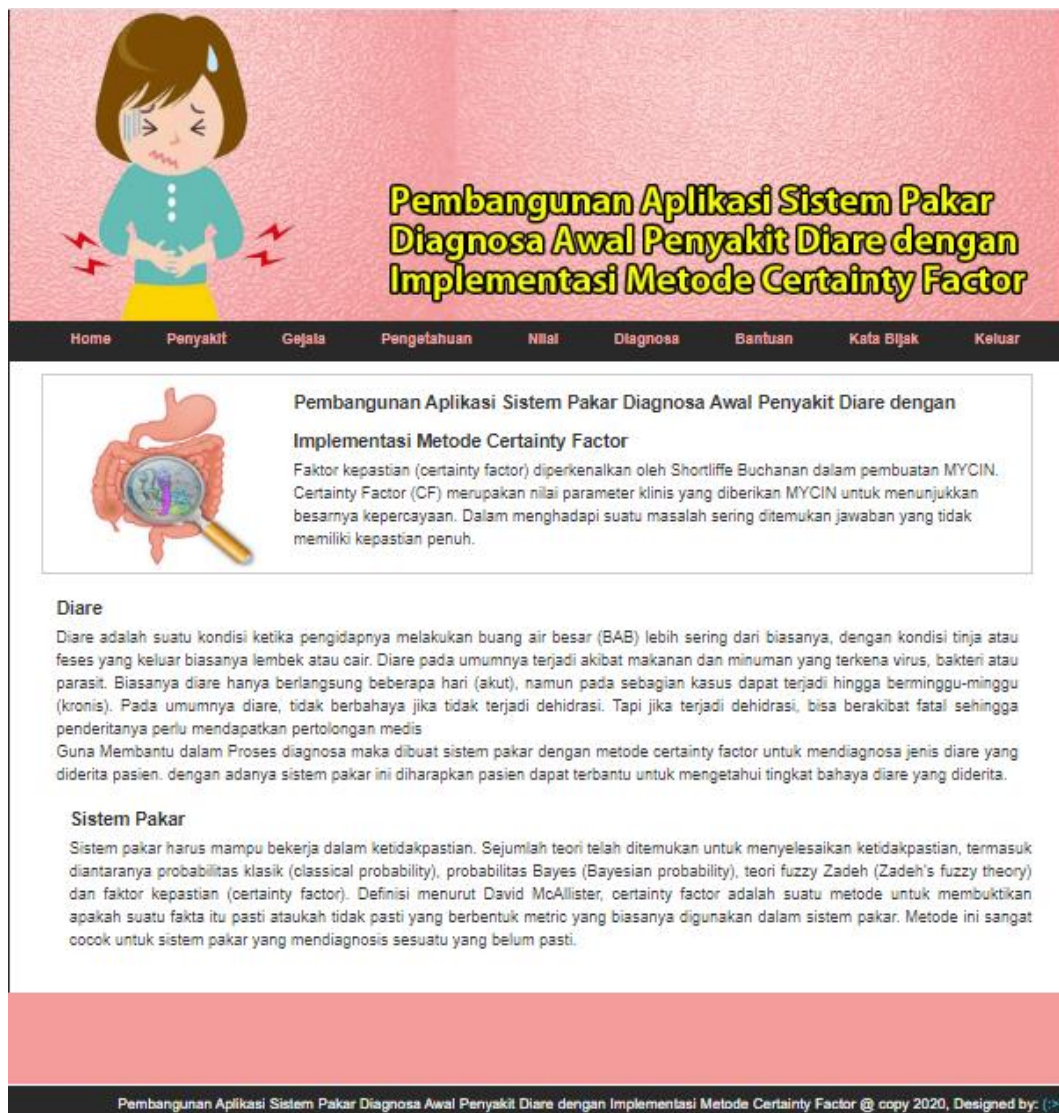 Pembangunan Aplikasi Sistem Pakar
Diagnosa Awal Penyakit Diare dengan
Implementasi Metode Certainty Factor
Home Penyakit Gejala Pengetahuan Nilai Diagnosa Bantuan Kata Bijak Keluar
Pembangunan Aplikasi Sistem Pakar Diagnosa Awal Penyakit Diare dengan
Implementasi Metode Certainty Factor
Faktor kepastian (certainty factor) diperkenalkan oleh Shortliffe Buchanan dalam pembuatan MYCIN.
Certainty Factor (CF) merupakan nilai parameter klinis yang diberikan MYCIN untuk menunjukkan
besarnya kepercayaan. Dalam menghadapi suatu masalah sering ditemukan jawaban yang tidak
memiliki kepastian penuh.
Diare
Diare adalah suatu kondisi ketika pengidapnya melakukan buang air besar (BAB) lebih sering dari biasanya, dengan kondisi tinja atau
feses yang keluar biasanya lembek atau cair. Diare pada umumnya terjadi akibat makanan dan minuman yang terkena virus, bakteri atau
parasit. Biasanya diare hanya berlangsung beberapa hari (akut), namun pada sebagian kasus dapat terjadi hingga berminggu-minggu
(kronis). Pada umumnya diare, tidak berbahaya jika tidak terjadi dehidrasi. Tapi jika terjadi dehidrasi, bisa berakibat fatal sehingga
penderitanya perlu mendapatkan pertolongan medis
Guna Membantu dalam Proses diagnosa maka dibuat sistem pakar dengan metode certainty factor untuk mendiagnosa jenis diare yang
diderita pasien. dengan adanya sistem pakar ini diharapkan pasien dapat terbantu untuk mengetahui tingkat bahaya diare yang diderita.
Sistem Pakar
Sistem pakar harus mampu bekerja dalam ketidakpastian. Sejumlah teori telah ditemukan untuk menyelesaikan ketidakpastian, termasuk
diantaranya probabilitas klasik (classical probability), probabilitas Bayes (Bayesian probability), teori fuzzy Zadeh (Zadeh's fuzzy theory)
dan faktor kepastian (certainty factor). Definisi menurut David McAllister, certainty factor adalah suatu metode untuk membuktikan
apakah suatu fakta itu pasti ataukah tidak pasti yang berbentuk metric yang biasanya digunakan dalam sistem pakar. Metode ini sangat
cocok untuk sistem pakar yang mendiagnosis sesuatu yang belum pasti.
Pembangunan Aplikasi Sistem Pakar Diagnosa Awal Penyakit Diare dengan Implementasi Metode Certainty Factor @ copy 2020, Designed by: